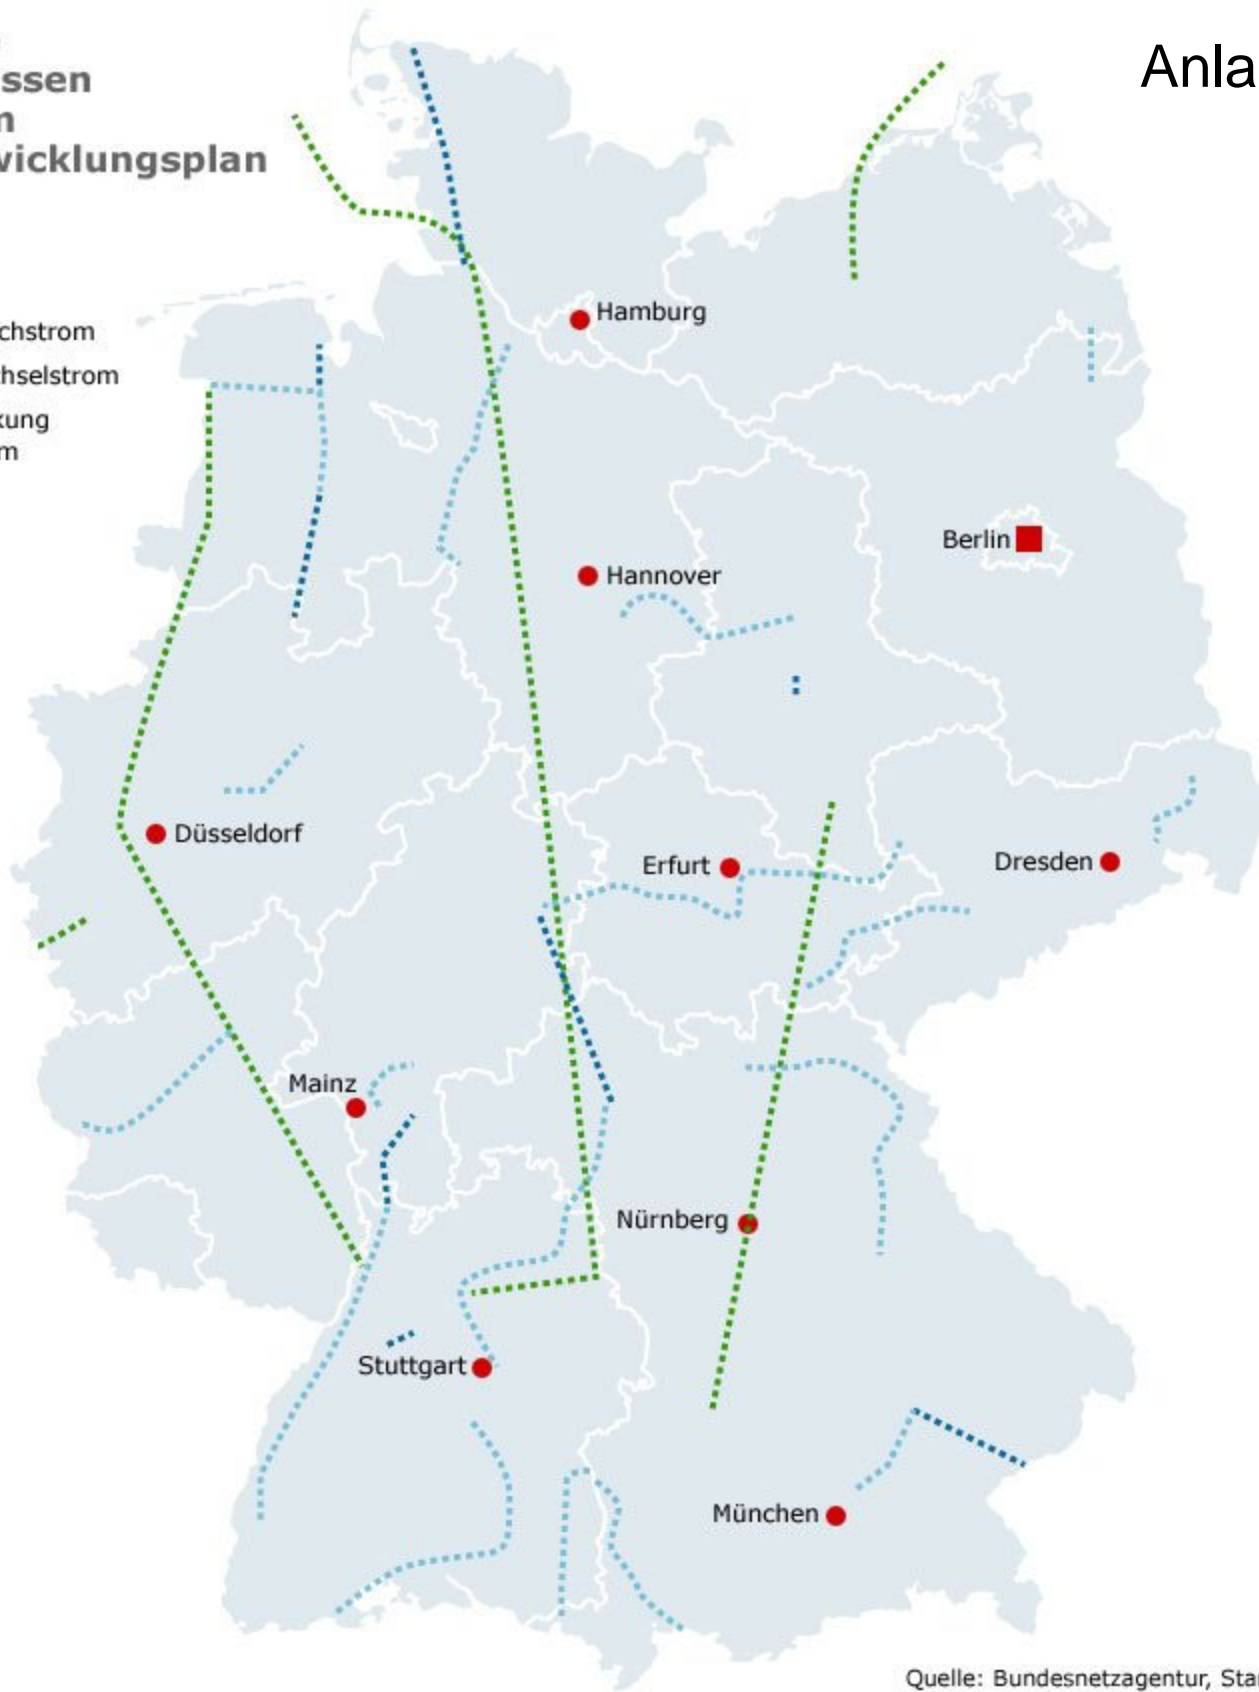 ssen
n
wicklungsplan
Anla
chstrom
hselstrom
kung
m
Hamburg
Berlin
Hannover
Düsseldorf
Erfurt
Dresden
Mainz
Nürnberg
Stuttgart
München
Quelle: Bundesnetzagentur, Sta